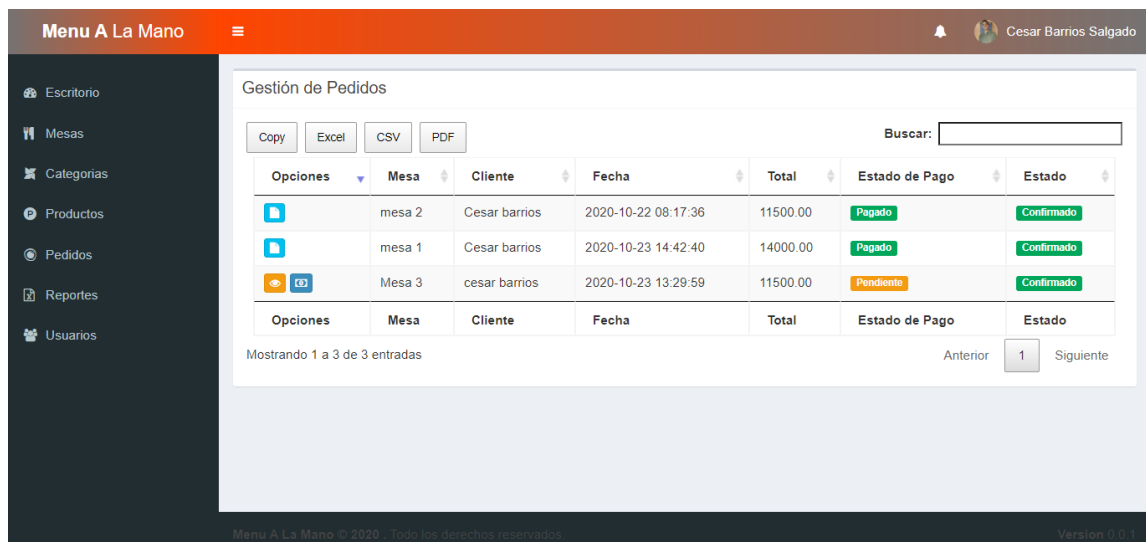 Menu A La Mano
Cesar Barrios Salgado
Escritorio
Mesas
Categorias
Productos
Pedidos
Reportes
Usuarios
Gestión de Pedidos
Copy Excel CSV PDF Buscar:
Opciones Mesa Cliente Fecha Total Estado de Pago Estado
mesa 2 Cesar barrios 2020-10-22 08:17:36 11500.00 Pagado Confirmado
mesa 1 Cesar barrios 2020-10-23 14:42:40 14000.00 Pagado Confirmado
Mesa 3 cesar barrios 2020-10-23 13:29:59 11500.00 Pendiente Confirmado
Opciones Mesa Cliente Fecha Total Estado de Pago Estado
Mostrando 1 a 3 de 3 entradas Anterior 1 Siguiente
Menu A La Mano © 2020 . Todo los derechos reservados. Version 0.0.1